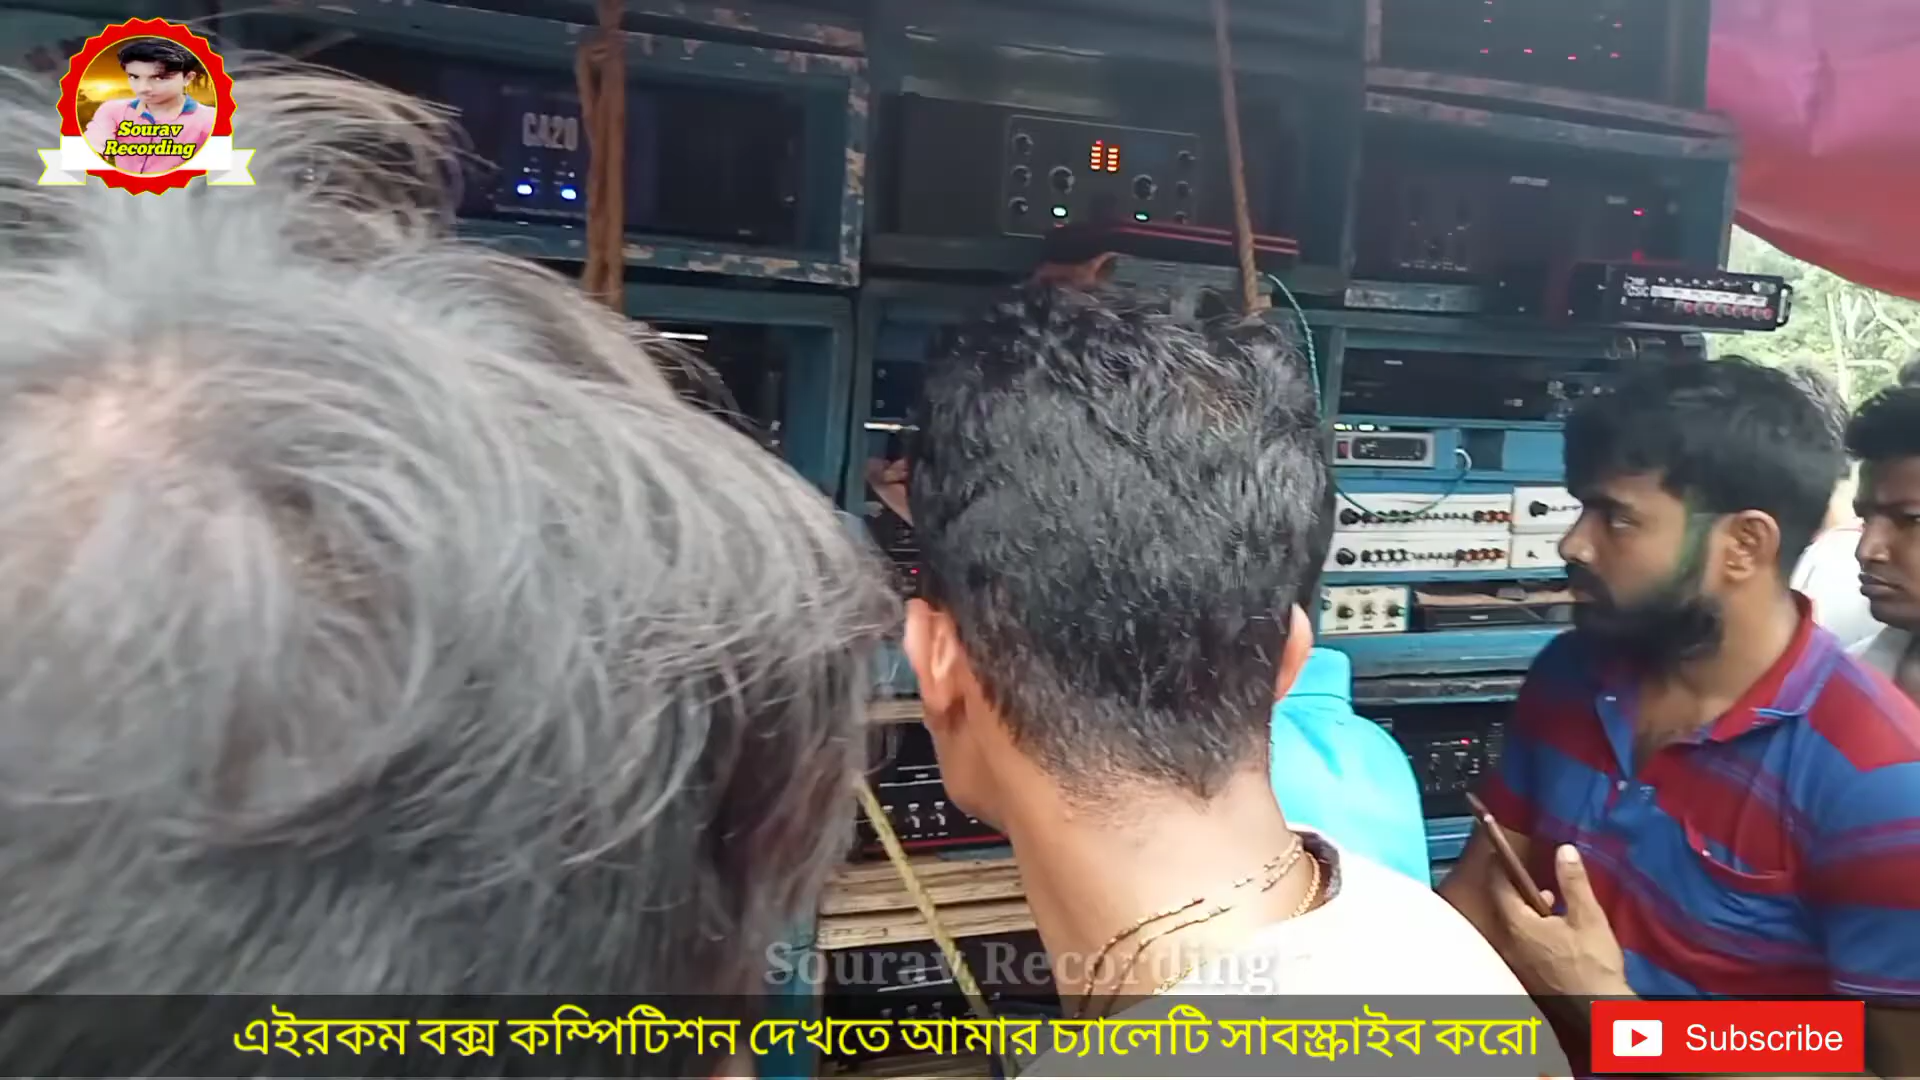 Sourav
Recording
CA20
Sourav Recording
এইরকম বক্স কম্পিটিশন দেখতে আমার চ্যালেটি সাবস্ক্রাইব করো
Subscribe